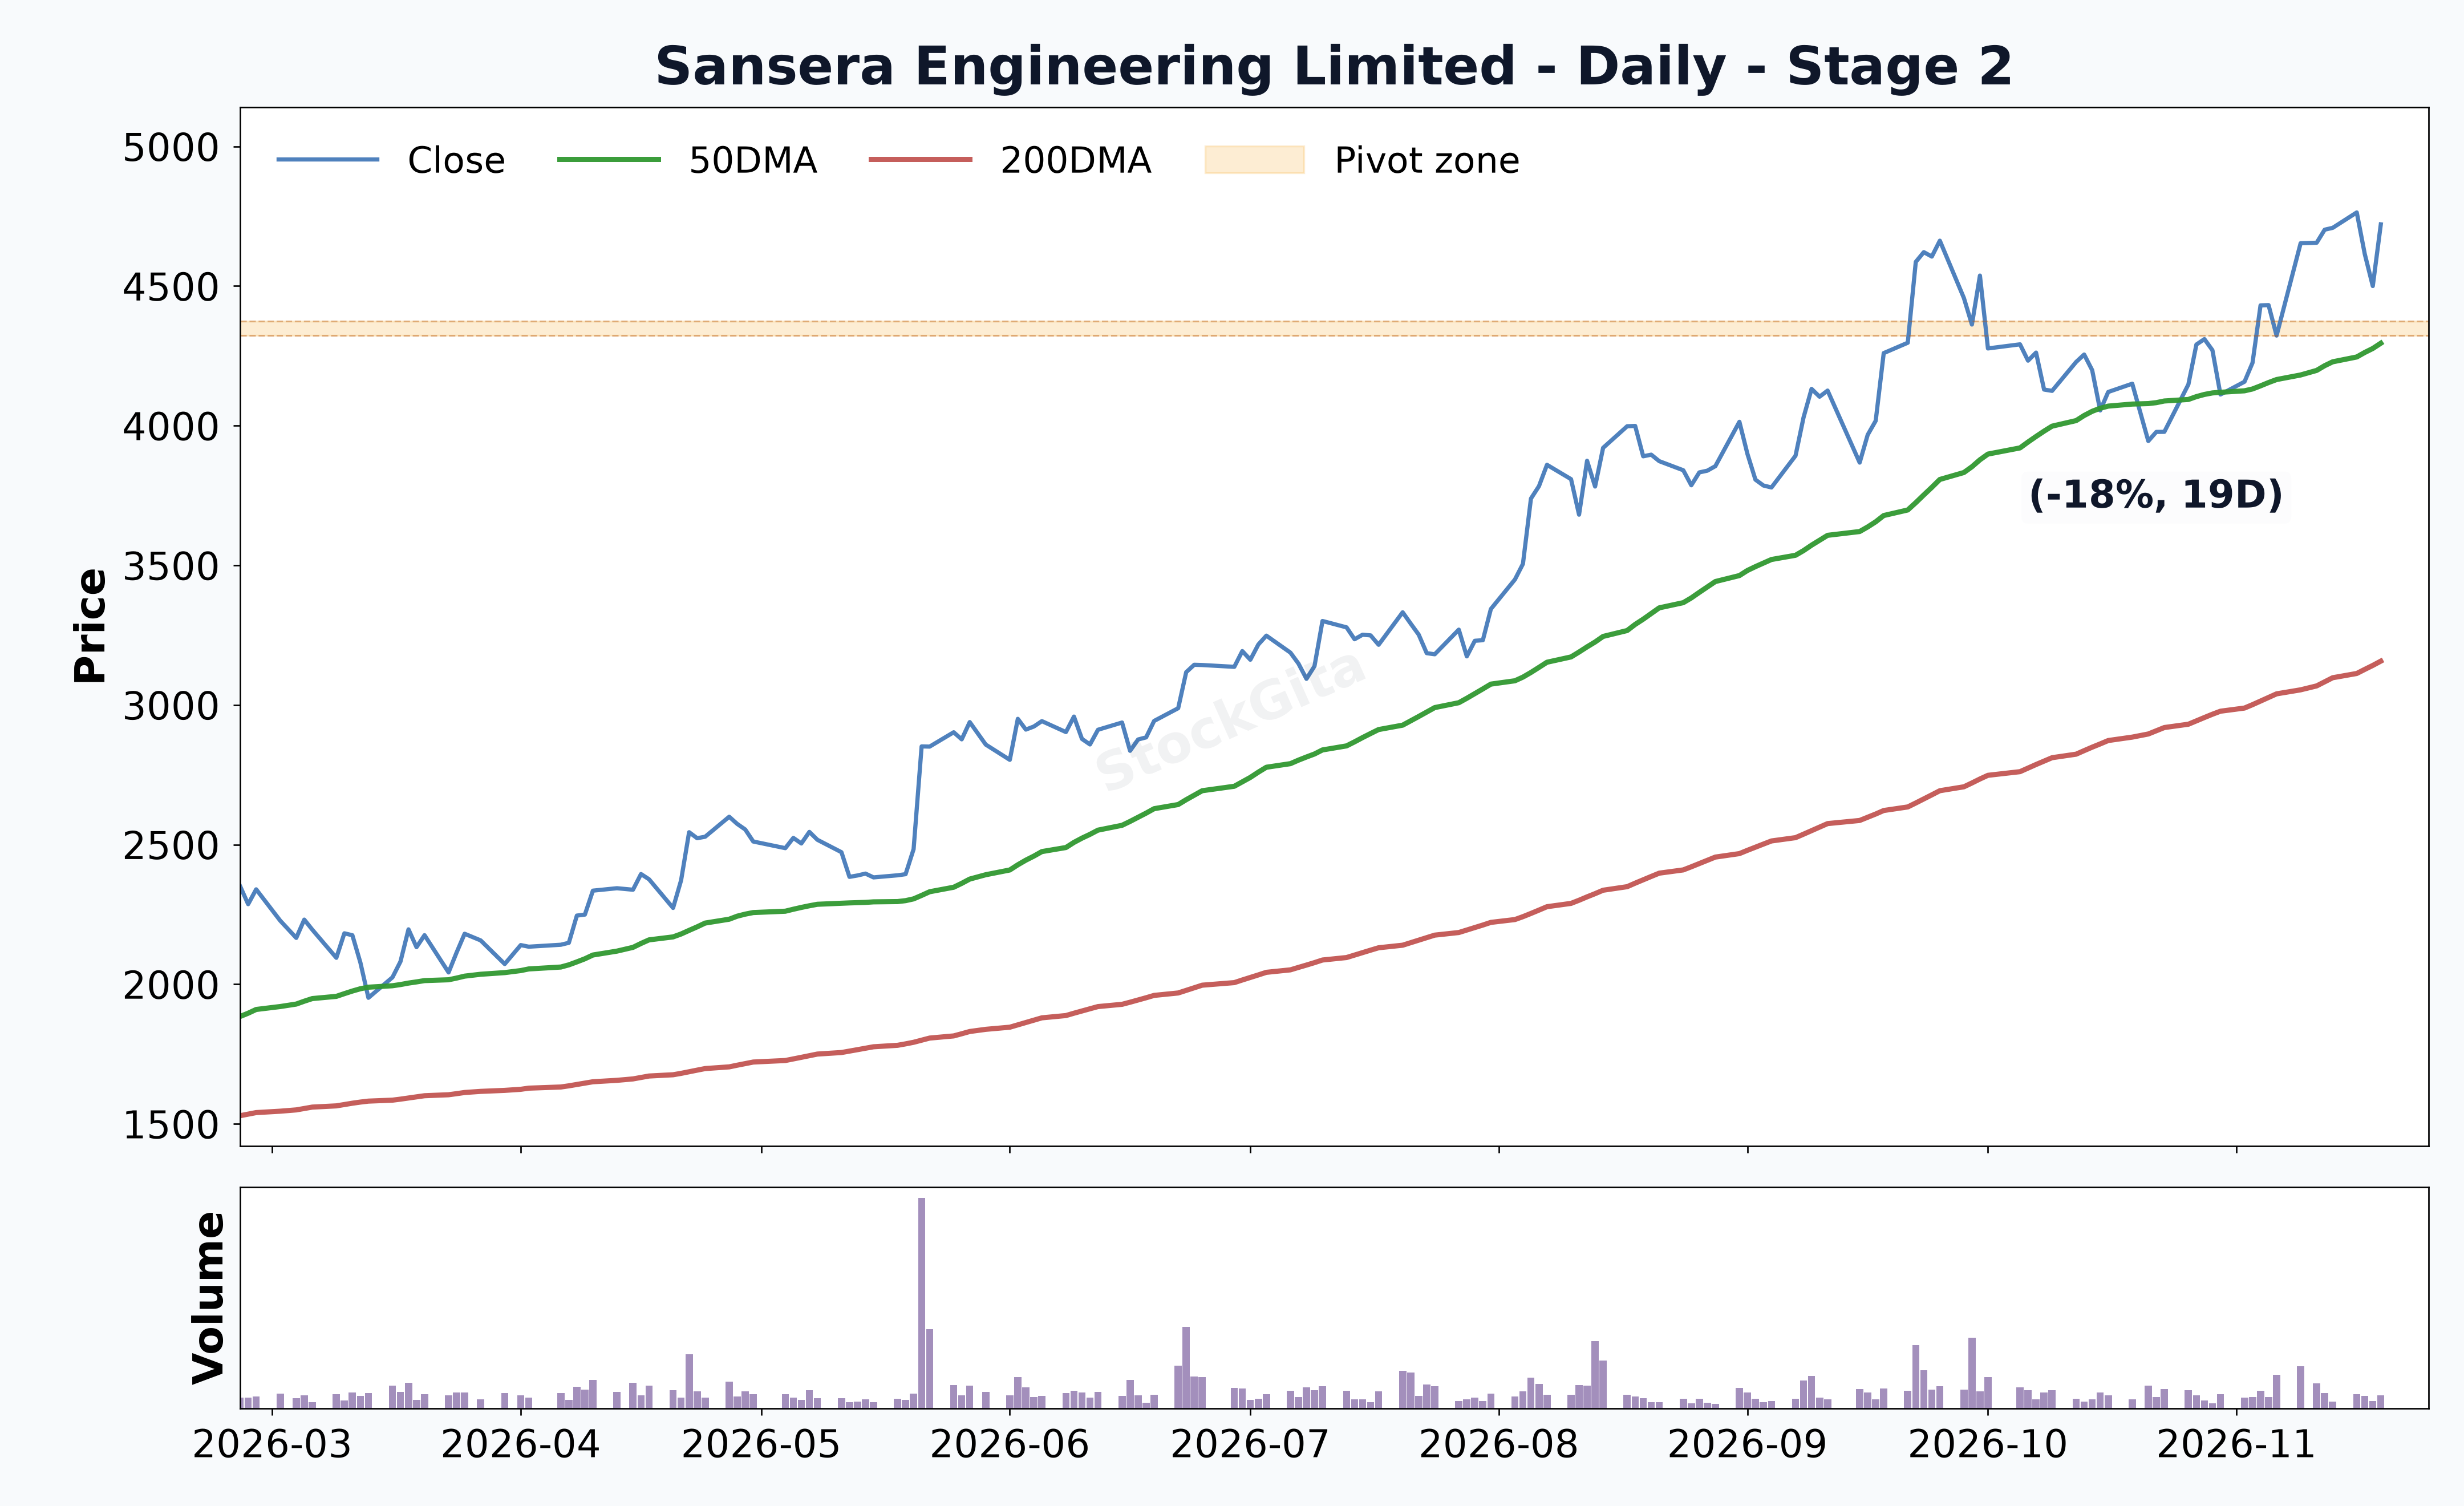 Sansera Engineering Limited - Daily - Stage 2
Close 50DMA 200DMA Pivot zone
5000
4500
4000
3500
3000
2500
2000
1500
Price
(-18%, 19D)
StockGita
Volume
2026-03 2026-04 2026-05 2026-06 2026-07 2026-08 2026-09 2026-10 2026-11